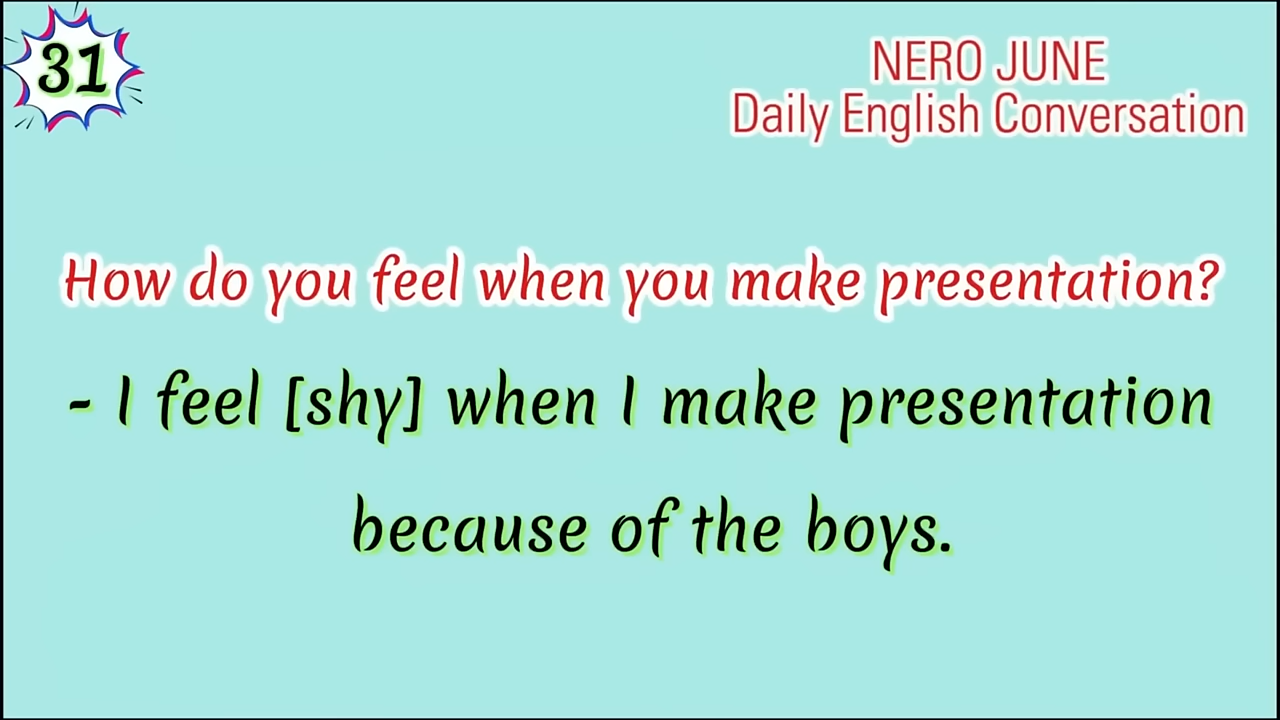 31
NERO JUNE
Daily English Conversation
How do you feel when you make presentation?
- I feel [shy] when I make presentation
because of the boys.